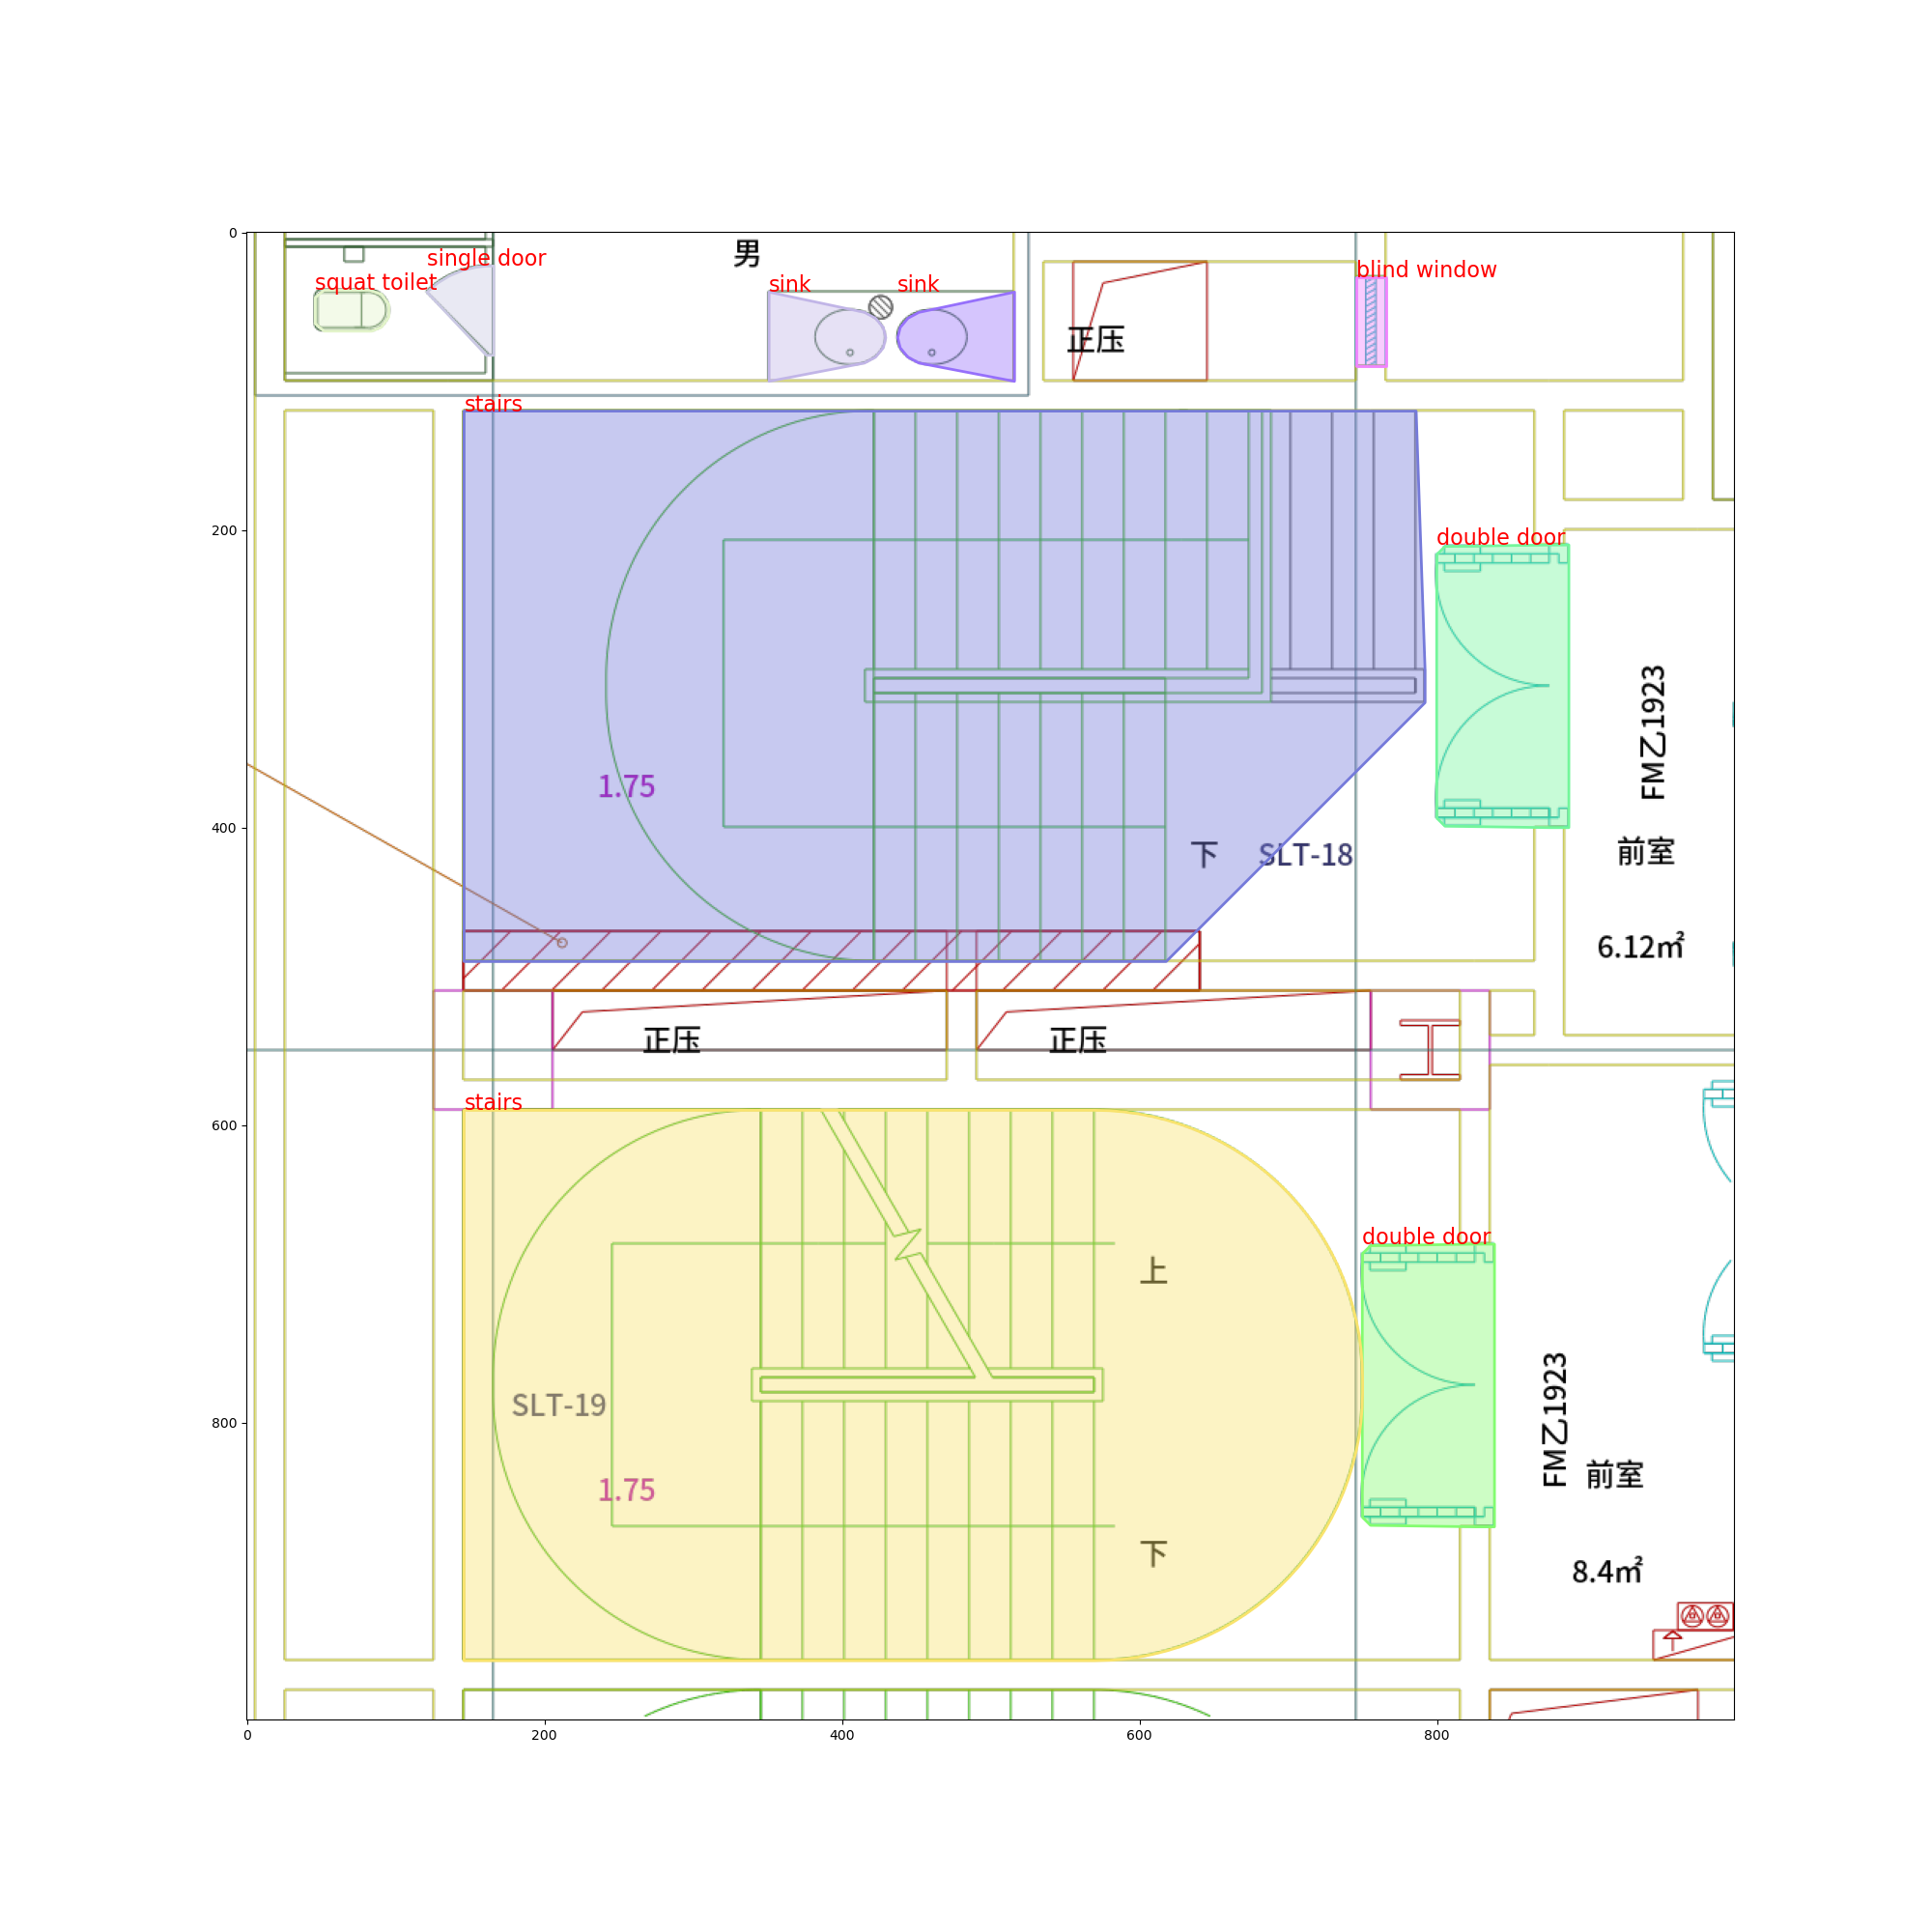 男
single door
squat toilet
sink
sink
blind window
正压
stairs
double door
FM乙1923
1.75
下
SLT-18
前室
6.12㎡
正压
正压
stairs
double door
上
SLT-19
1.75
FM乙1923
前室
下
8.4㎡
0
200
400
600
800
0
200
400
600
800